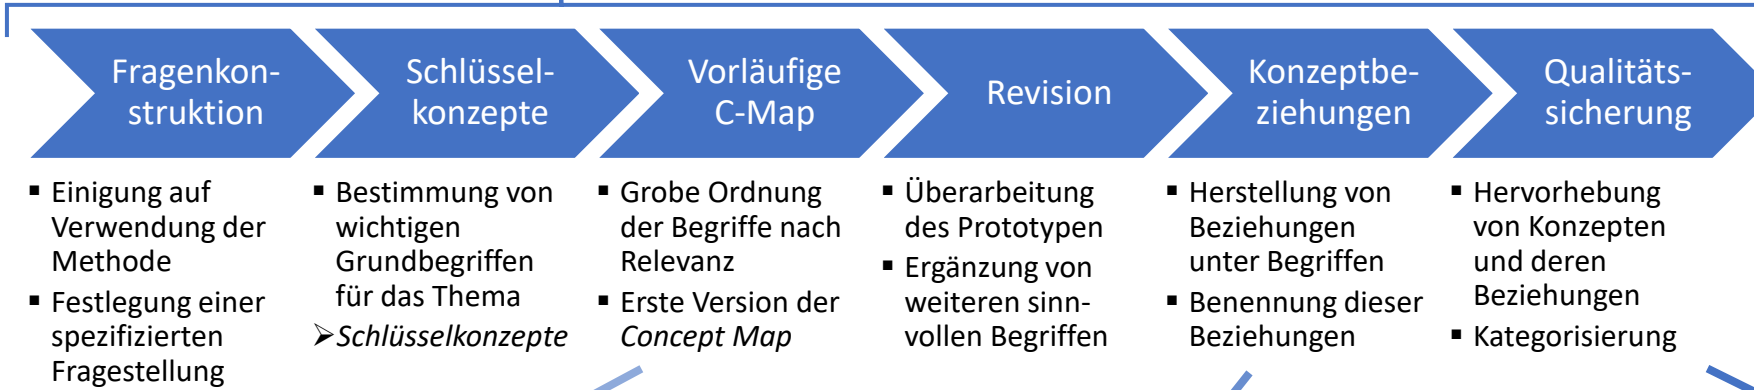 Fragenkon-
struktion
Schlüssel-
konzepte
Vorläufige
C-Map
Revision
Konzeptbe-
ziehungen
Qualitäts-
sicherung
▪ Einigung auf
Verwendung der
Methode
▪ Festlegung einer
spezifizierten
Fragestellung
▪ Bestimmung von
wichtigen
Grundbegriffen
für das Thema
➢Schlüsselkonzepte
▪ Grobe Ordnung
der Begriffe nach
Relevanz
▪ Erste Version der
Concept Map
▪ Überarbeitung
des Prototypen
▪ Ergänzung von
weiteren sinn-
vollen Begriffen
▪ Herstellung von
Beziehungen
unter Begriffen
▪ Benennung dieser
Beziehungen
▪ Hervorhebung
von Konzepten
und deren
Beziehungen
▪ Kategorisierung